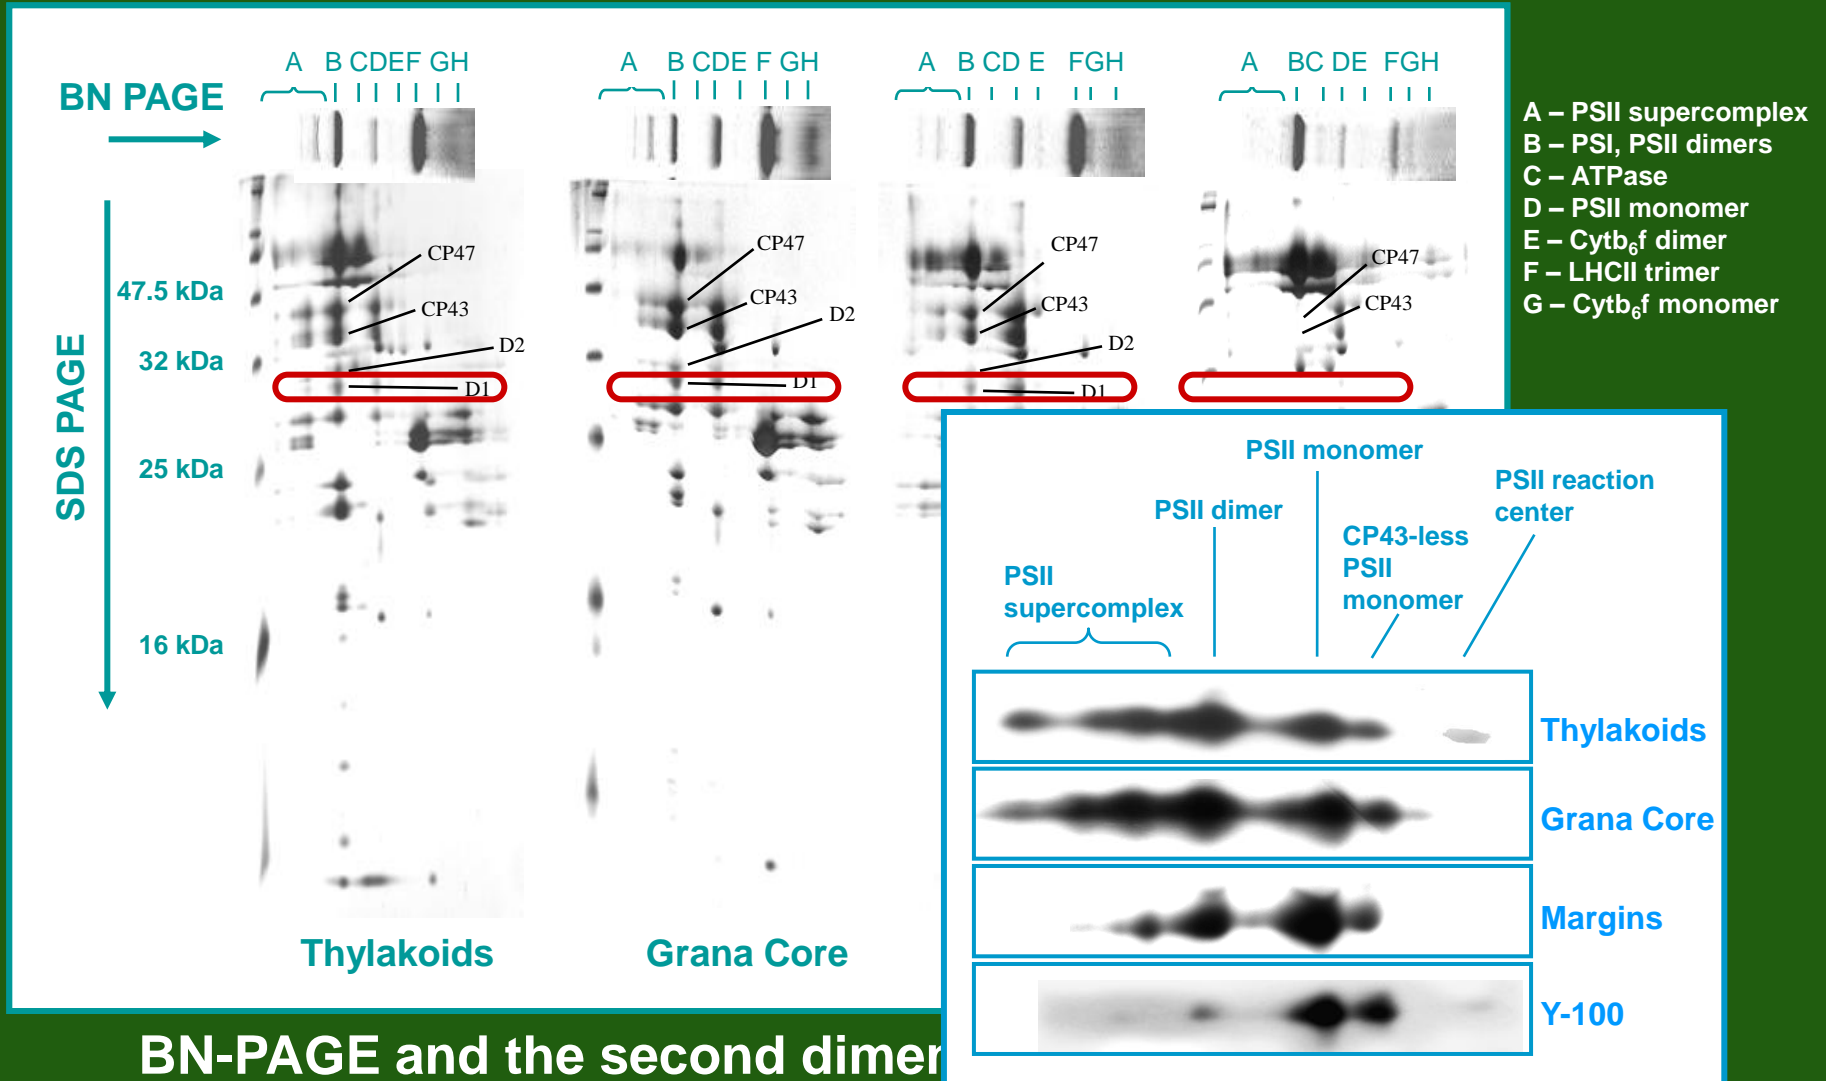 A B CDEF GH
A B CDE F GH
A B CD E FGH
A BC DE FGH
BN PAGE
A – PSII supercomplex
B – PSI, PSII dimers
C – ATPase
D – PSII monomer
E – Cytb6f dimer
F – LHCII trimer
G – Cytb6f monomer
SDS PAGE
47.5 kDa
32 kDa
25 kDa
16 kDa
CP47
CP43
D2
D1
CP47
CP43
D2
D1
CP47
CP43
D2
D1
CP47
CP43
Thylakoids
Grana Core
PSII monomer
PSII dimer
PSII reaction
center
CP43-less
PSII
monomer
PSII
supercomplex
Thylakoids
Grana Core
Margins
Y-100
BN-PAGE and the second dimen